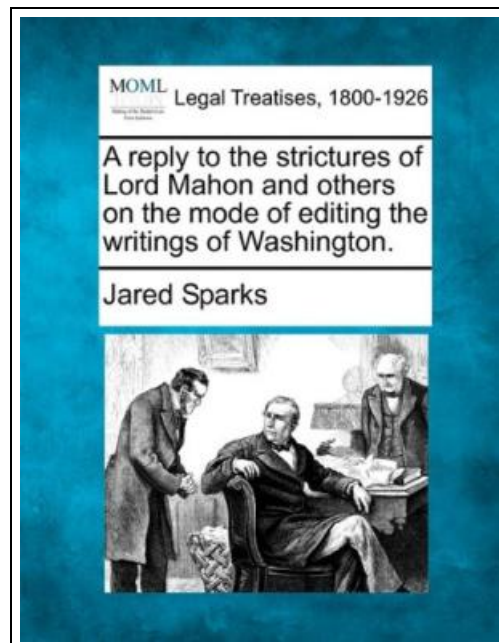 MOML
Legal Treatises, 1800-1926
A reply to the strictures of
Lord Mahon and others
on the mode of editing the
writings of Washington.
Jared Sparks